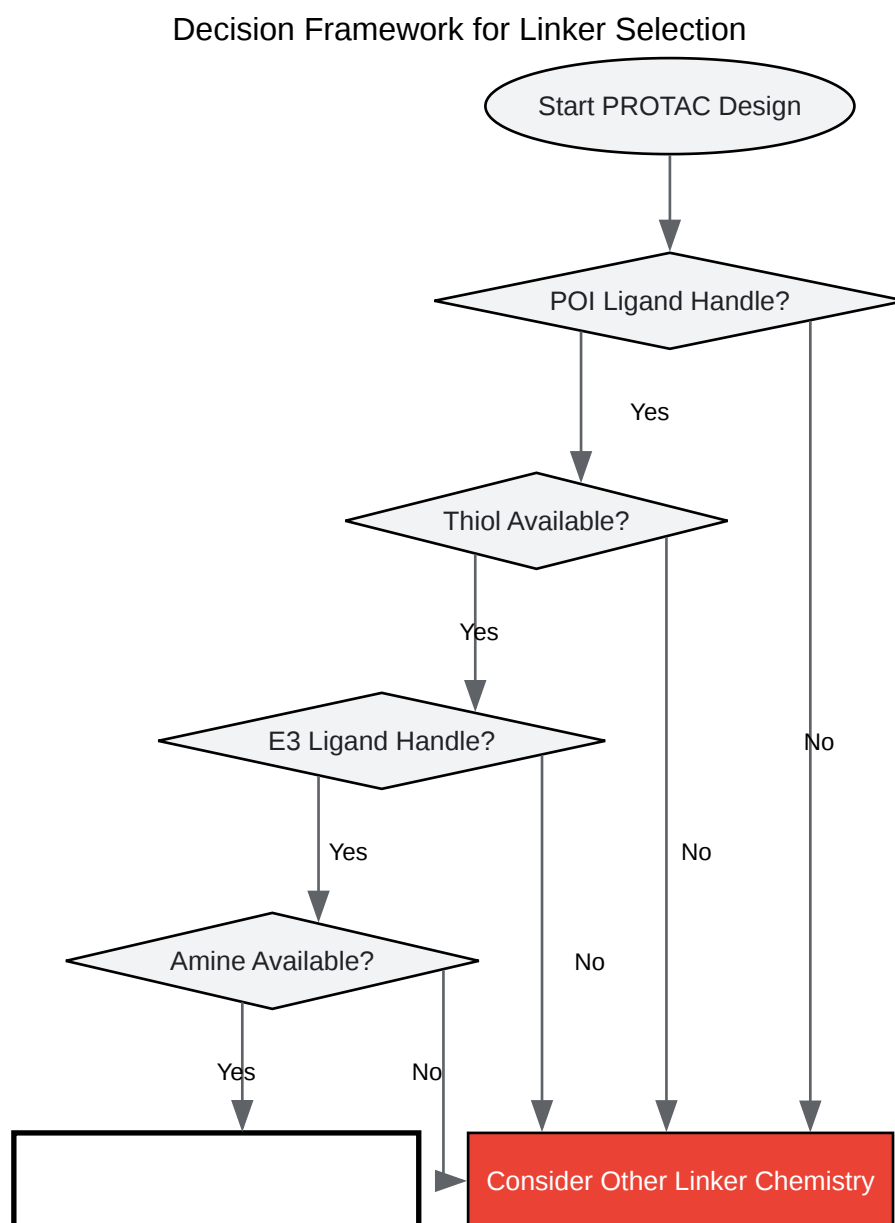 Decision Framework for Linker Selection
Start PROTAC Design
POI Ligand Handle?
Yes
Thiol Available?
Yes
E3 Ligand Handle?
No
Yes
No
Amine Available?
No
Yes
No
Consider Other Linker Chemistry